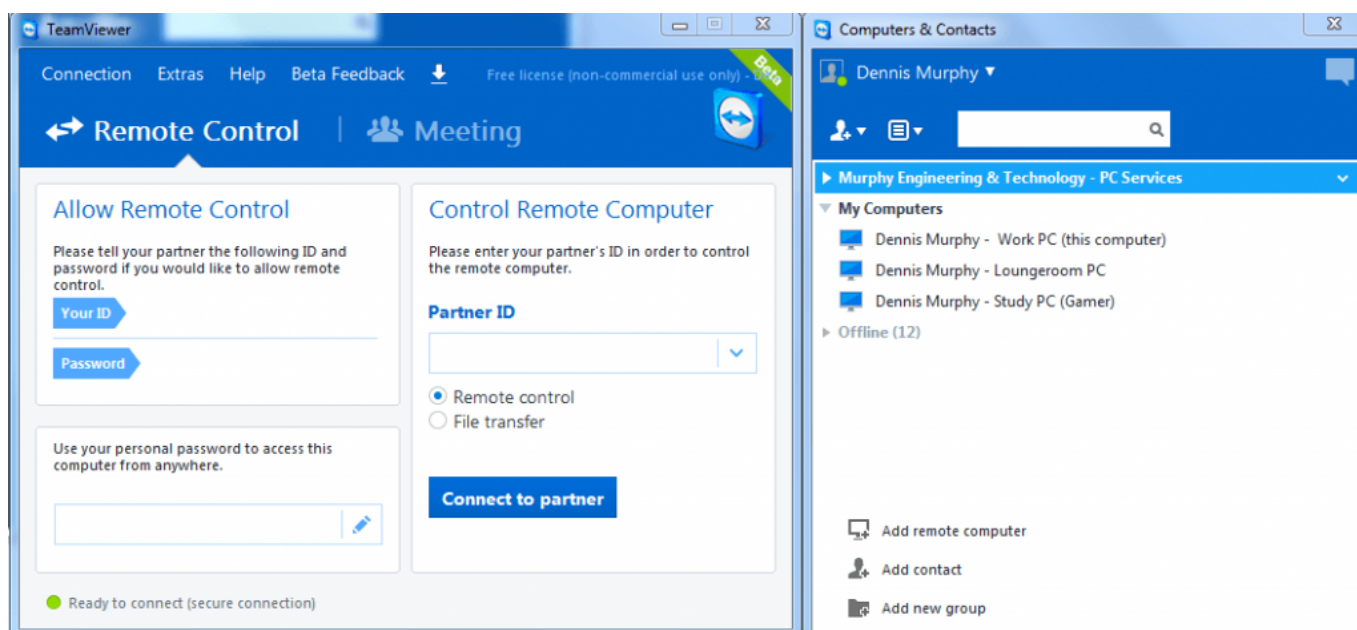 TeamViewer
Connection Extras Help Beta Feedback Free license (non-commercial use only) -
Beta
Remote Control Meeting
Allow Remote Control
Please tell your partner the following ID and
password if you would like to allow remote
control.
Your ID
Password
Use your personal password to access this
computer from anywhere.
Control Remote Computer
Please enter your partner's ID in order to control
the remote computer.
Partner ID
Remote control
File transfer
Connect to partner
Ready to connect (secure connection)
Computers & Contacts
Dennis Murphy
Murphy Engineering & Technology - PC Services
My Computers
Dennis Murphy - Work PC (this computer)
Dennis Murphy - Loungeroom PC
Dennis Murphy - Study PC (Gamer)
Offline (12)
Add remote computer
Add contact
Add new group